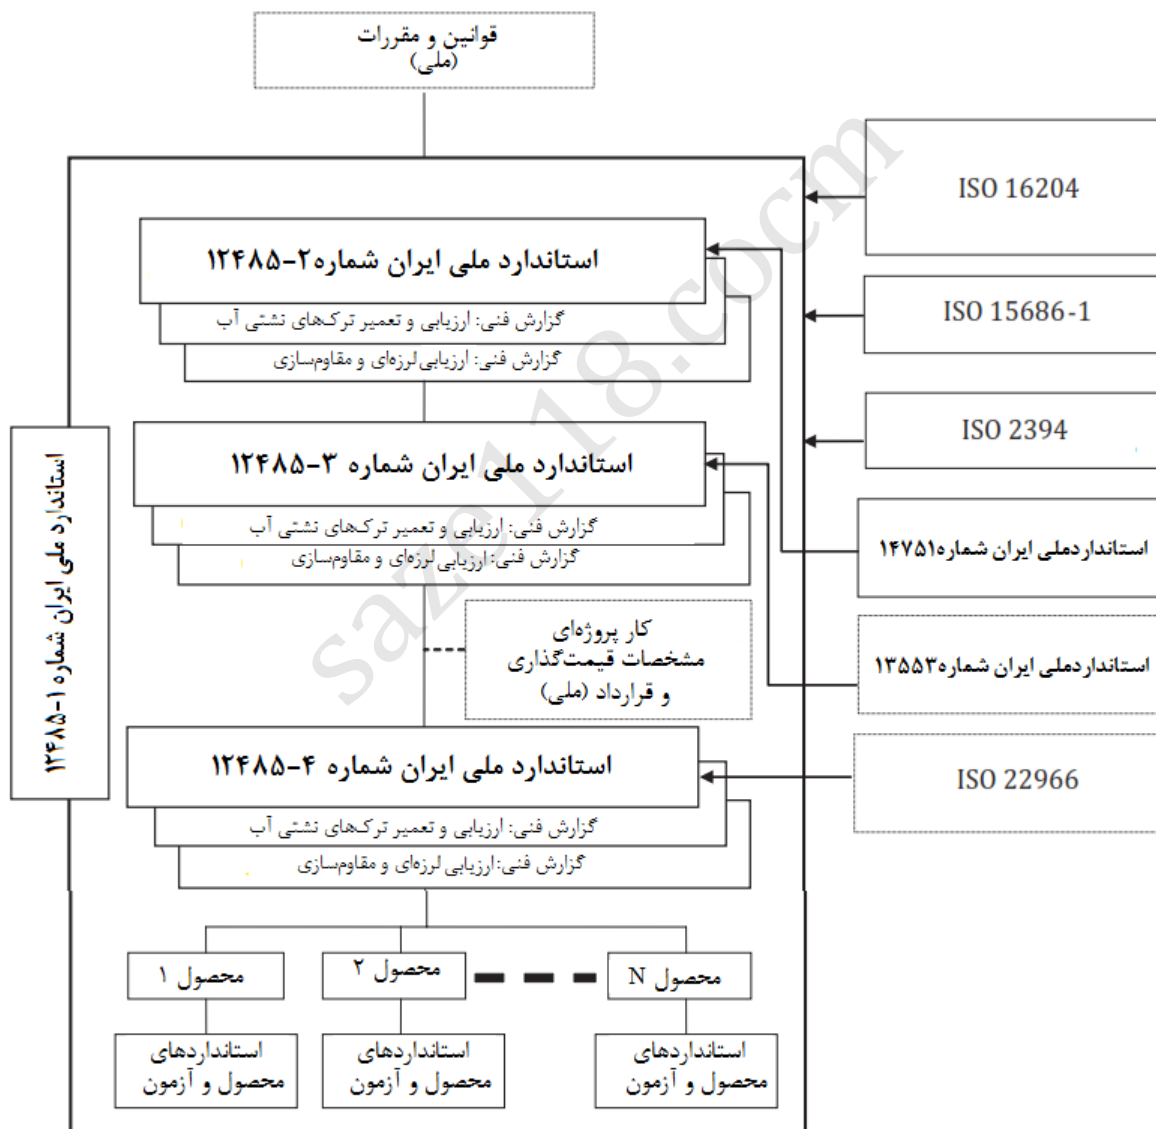 قوانین و مقررات
(ملی)
ISO 16204
استاندارد ملی ایران شماره۲-۱۲۴۸۵
گزارش فنی: ارزیابی و تعمیر ترک‌های نشتی آب
گزارش فنی: ارزیابی لرزه‌ای و مقاوم‌سازی
ISO 15686-1
ISO 2394
استاندارد ملی ایران شماره ۱-۱۲۴۸۵
استاندارد ملی ایران شماره ۳-۱۲۴۸۵
گزارش فنی: ارزیابی و تعمیر ترک‌های نشتی آب
گزارش فنی: ارزیابی لرزه‌ای و مقاوم‌سازی
استانداردملی ایران شماره۱۴۷۵۱
کار پروژه‌ای
مشخصات قیمت‌گذاری
و قرارداد (ملی)
استانداردملی ایران شماره۱۳۵۵۳
استاندارد ملی ایران شماره ۴-۱۲۴۸۵
گزارش فنی: ارزیابی و تعمیر ترک‌های نشتی آب
گزارش فنی:ارزیابی لرزه‌ای و مقاوم‌سازی
ISO 22966
محصول ۱
محصول ۲
محصول N
استانداردهای
محصول و آزمون
استانداردهای
محصول و آزمون
استانداردهای
محصول و آزمون
saze118.cocm